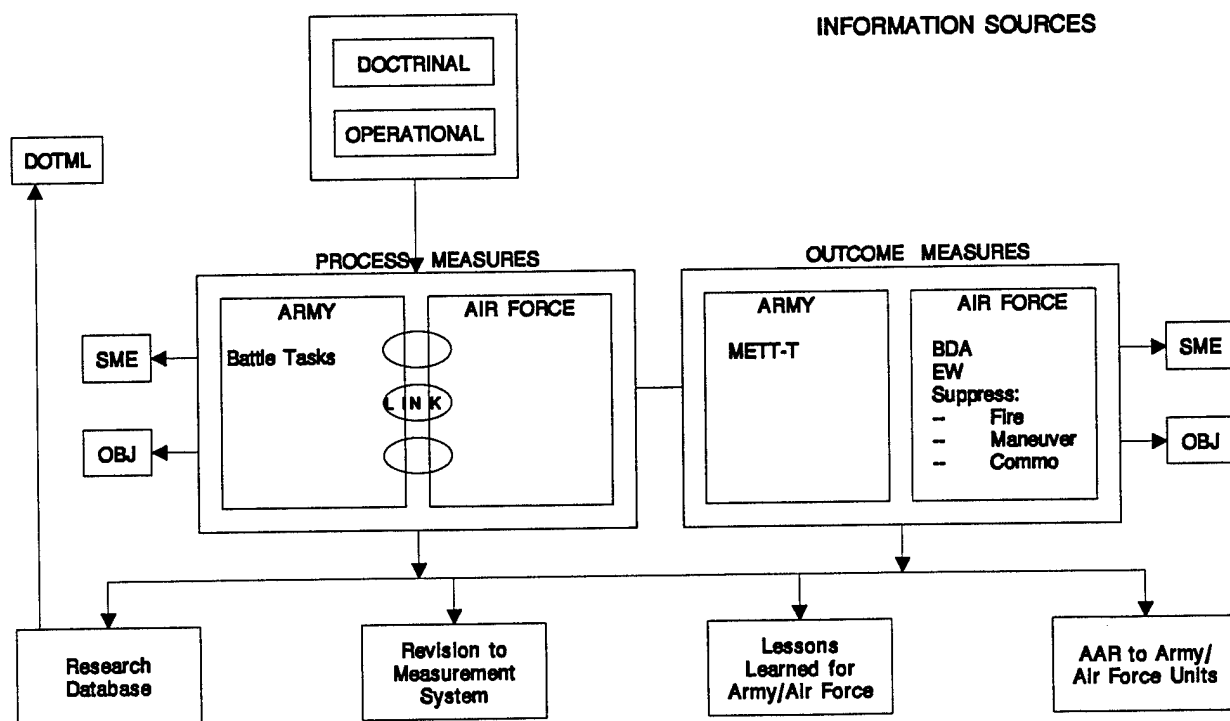 INFORMATION SOURCES
DOCTRINAL
OPERATIONAL
DOTML
PROCESS MEASURES
OUTCOME MEASURES
ARMY
AIR FORCE
Battle Tasks
LINK
ARMY
METT-T
AIR FORCE
BDA
EW
Suppress:
-- Fire
-- Maneuver
-- Commo
SME
OBJ
SME
OBJ
Research
Database
Revision to
Measurement
System
Lessons
Learned for
Army/Air Force
AAR to Army/
Air Force Units